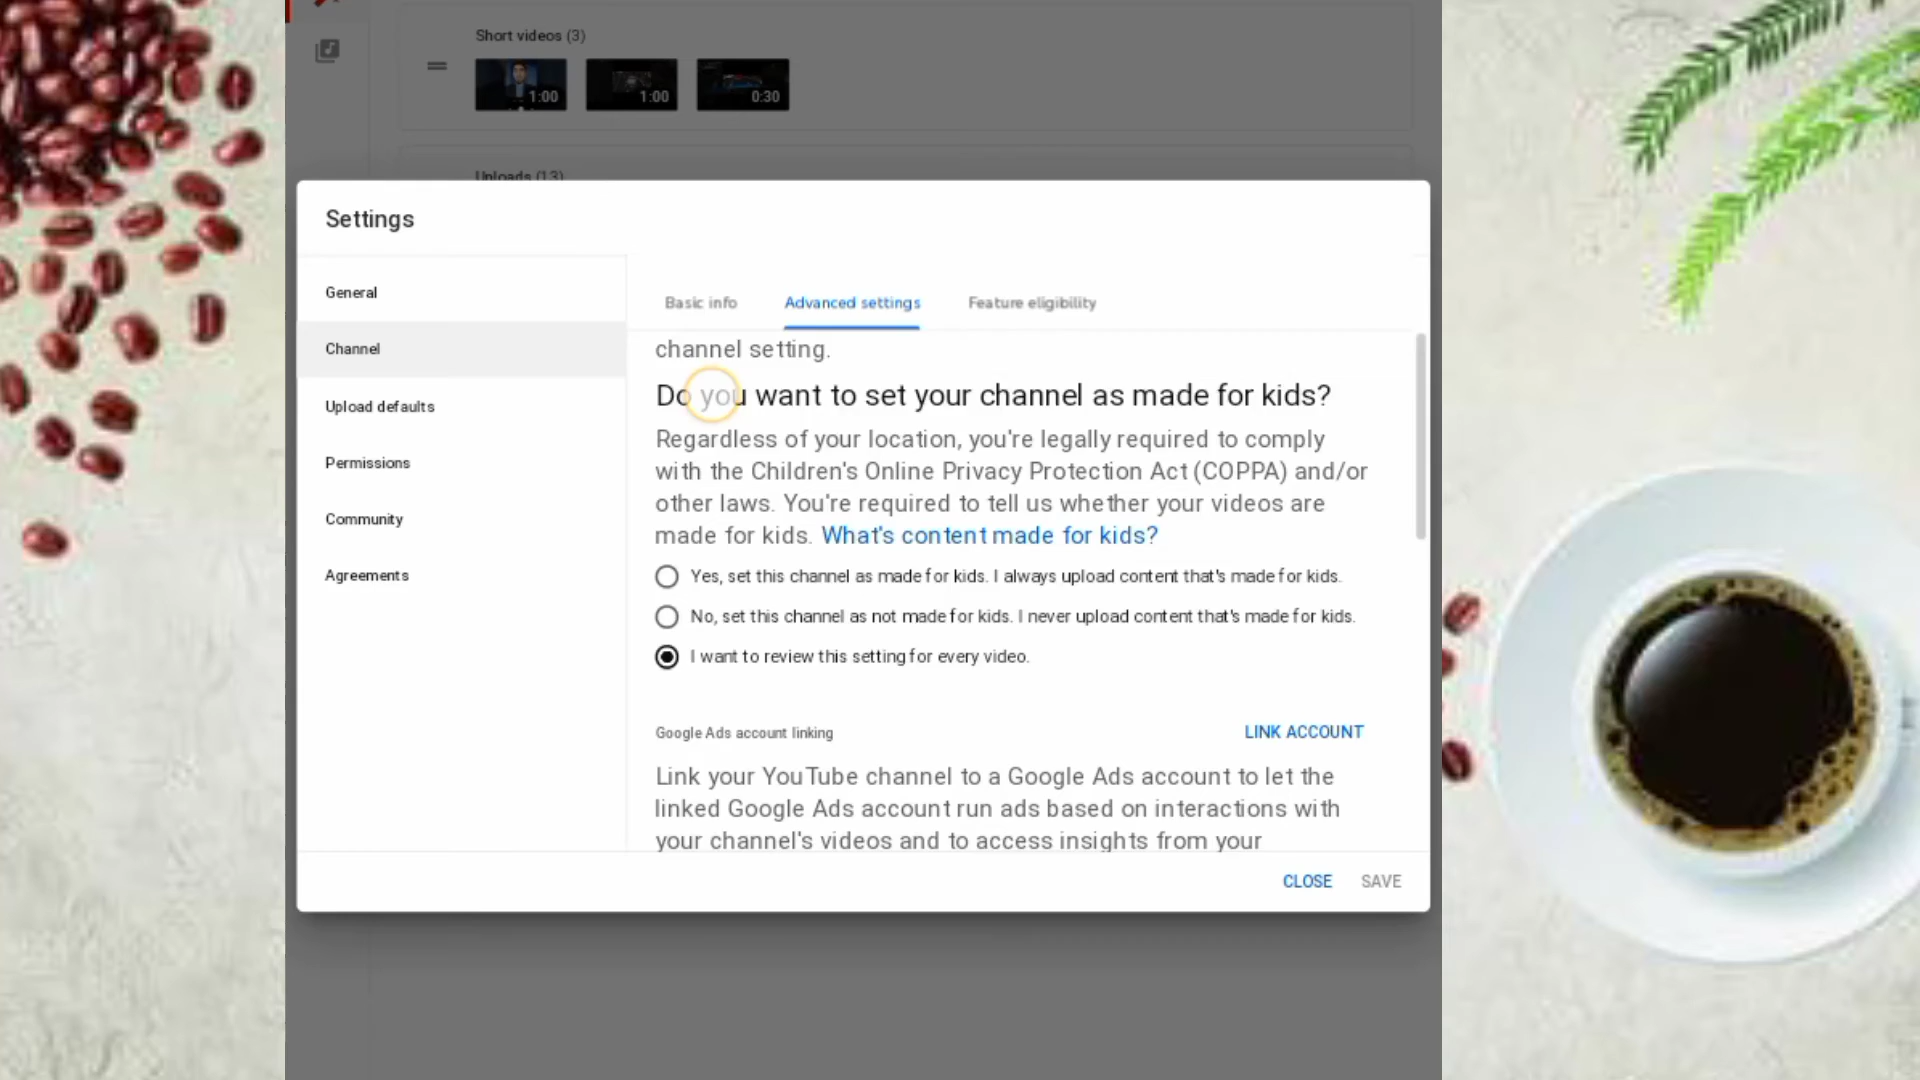 Short videos (3)
1:00
1:00
0:30
Uploads (13)
Settings
General
Channel
Upload defaults
Permissions
Community
Agreements
Basic info
Advanced settings
Feature eligibility
channel setting.
Do you want to set your channel as made for kids?
Regardless of your location, you're legally required to comply
with the Children's Online Privacy Protection Act (COPPA) and/or
other laws. You're required to tell us whether your videos are
made for kids. What's content made for kids?
Yes, set this channel as made for kids. I always upload content that's made for kids.
No, set this channel as not made for kids. I never upload content that's made for kids.
I want to review this setting for every video.
Google Ads account linking
LINK ACCOUNT
Link your YouTube channel to a Google Ads account to let the
linked Google Ads account run ads based on interactions with
your channel's videos and to access insights from your
CLOSE
SAVE